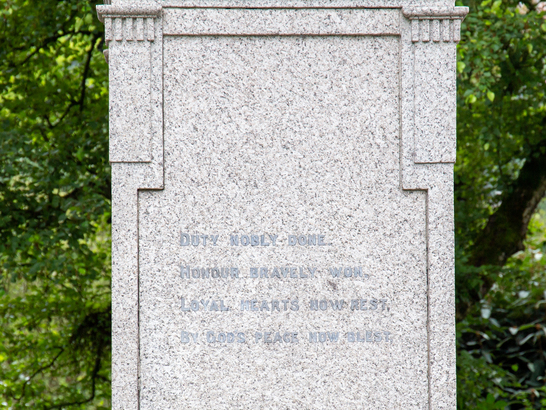 DUTY NOBLY DONE.
HONOUR BRAVELY WON.
LOYAL HEARTS NOW REST,
BY GODS PEACE NOW BLEST.